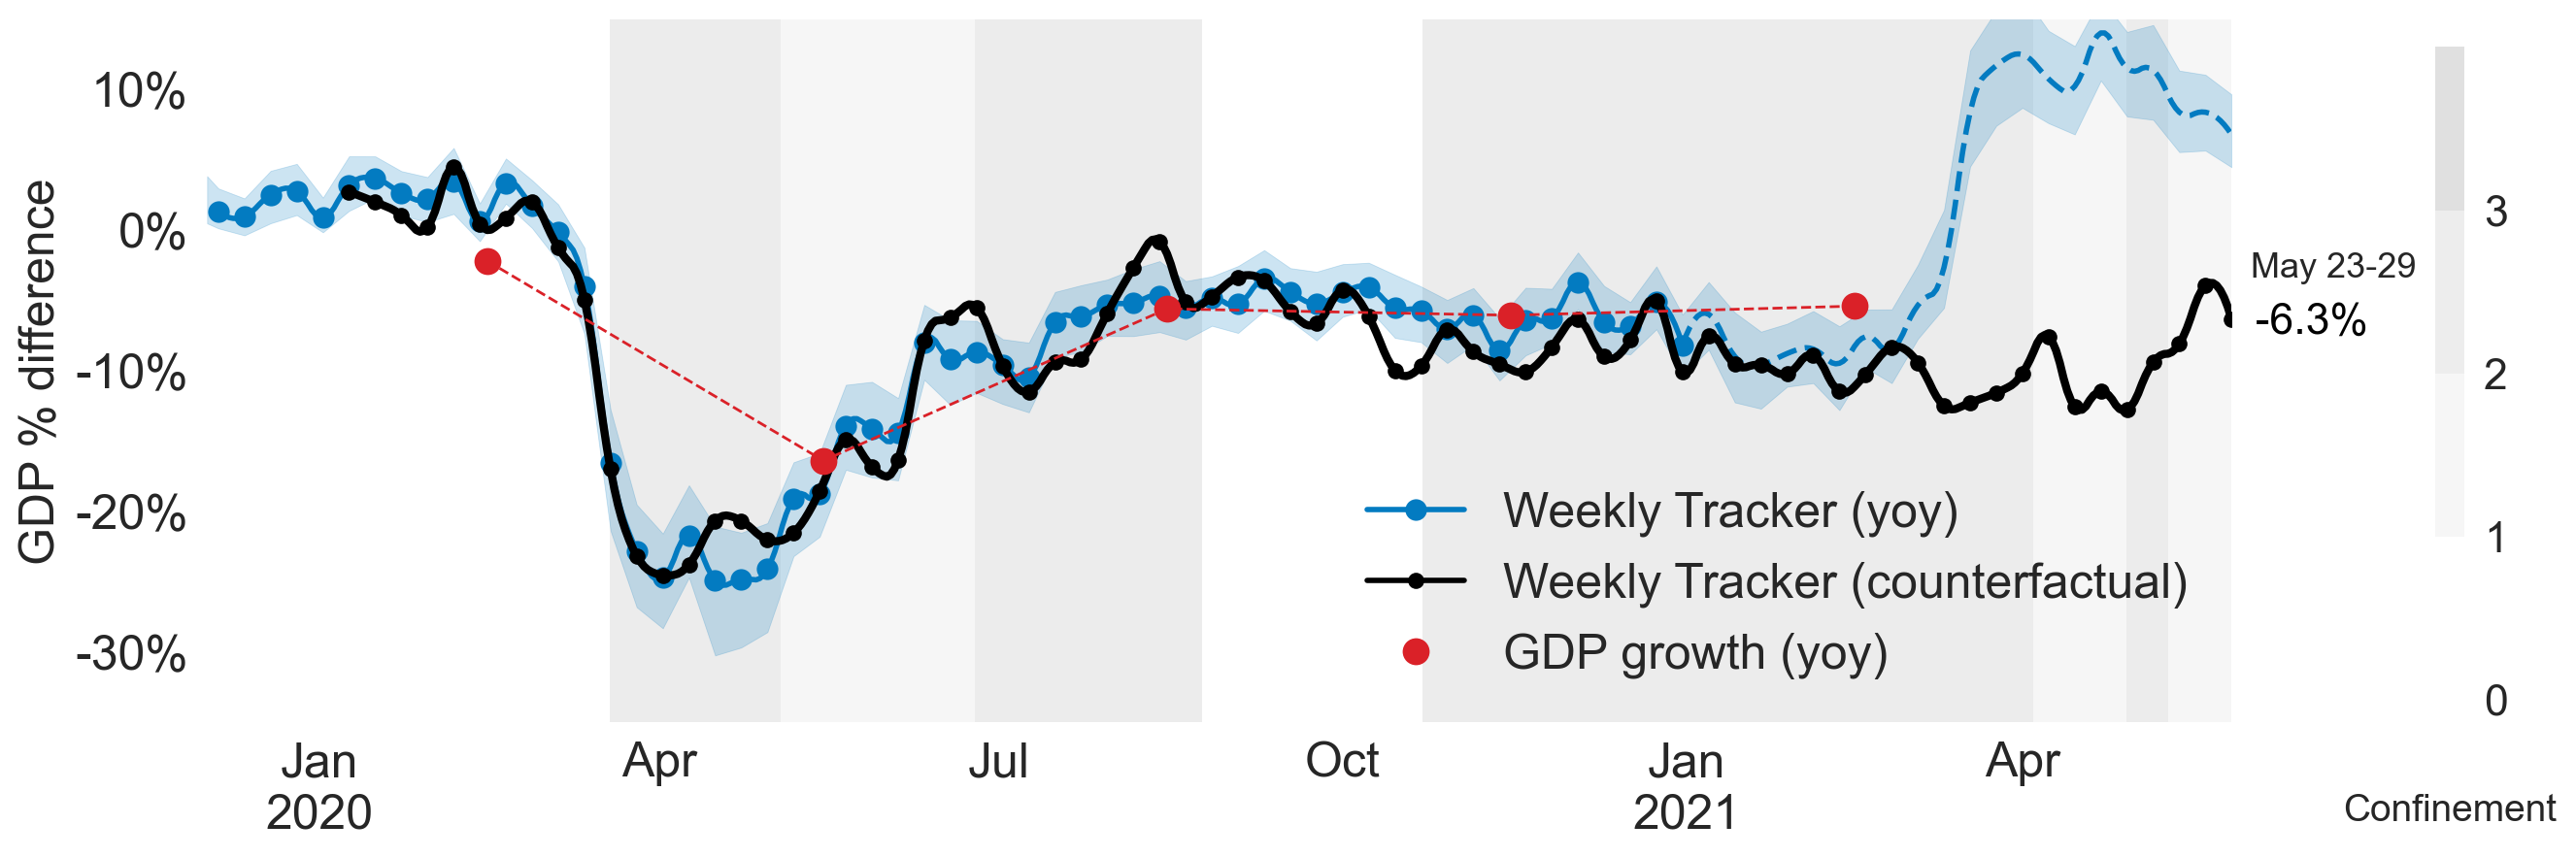 GDP % difference
10%
0%
-10%
-20%
-30%
Jan
2020
Apr
Jul
Oct
Jan
2021
Apr
Weekly Tracker (yoy)
Weekly Tracker (counterfactual)
GDP growth (yoy)
May 23-29
-6.3%
3
2
1
0
Confinement